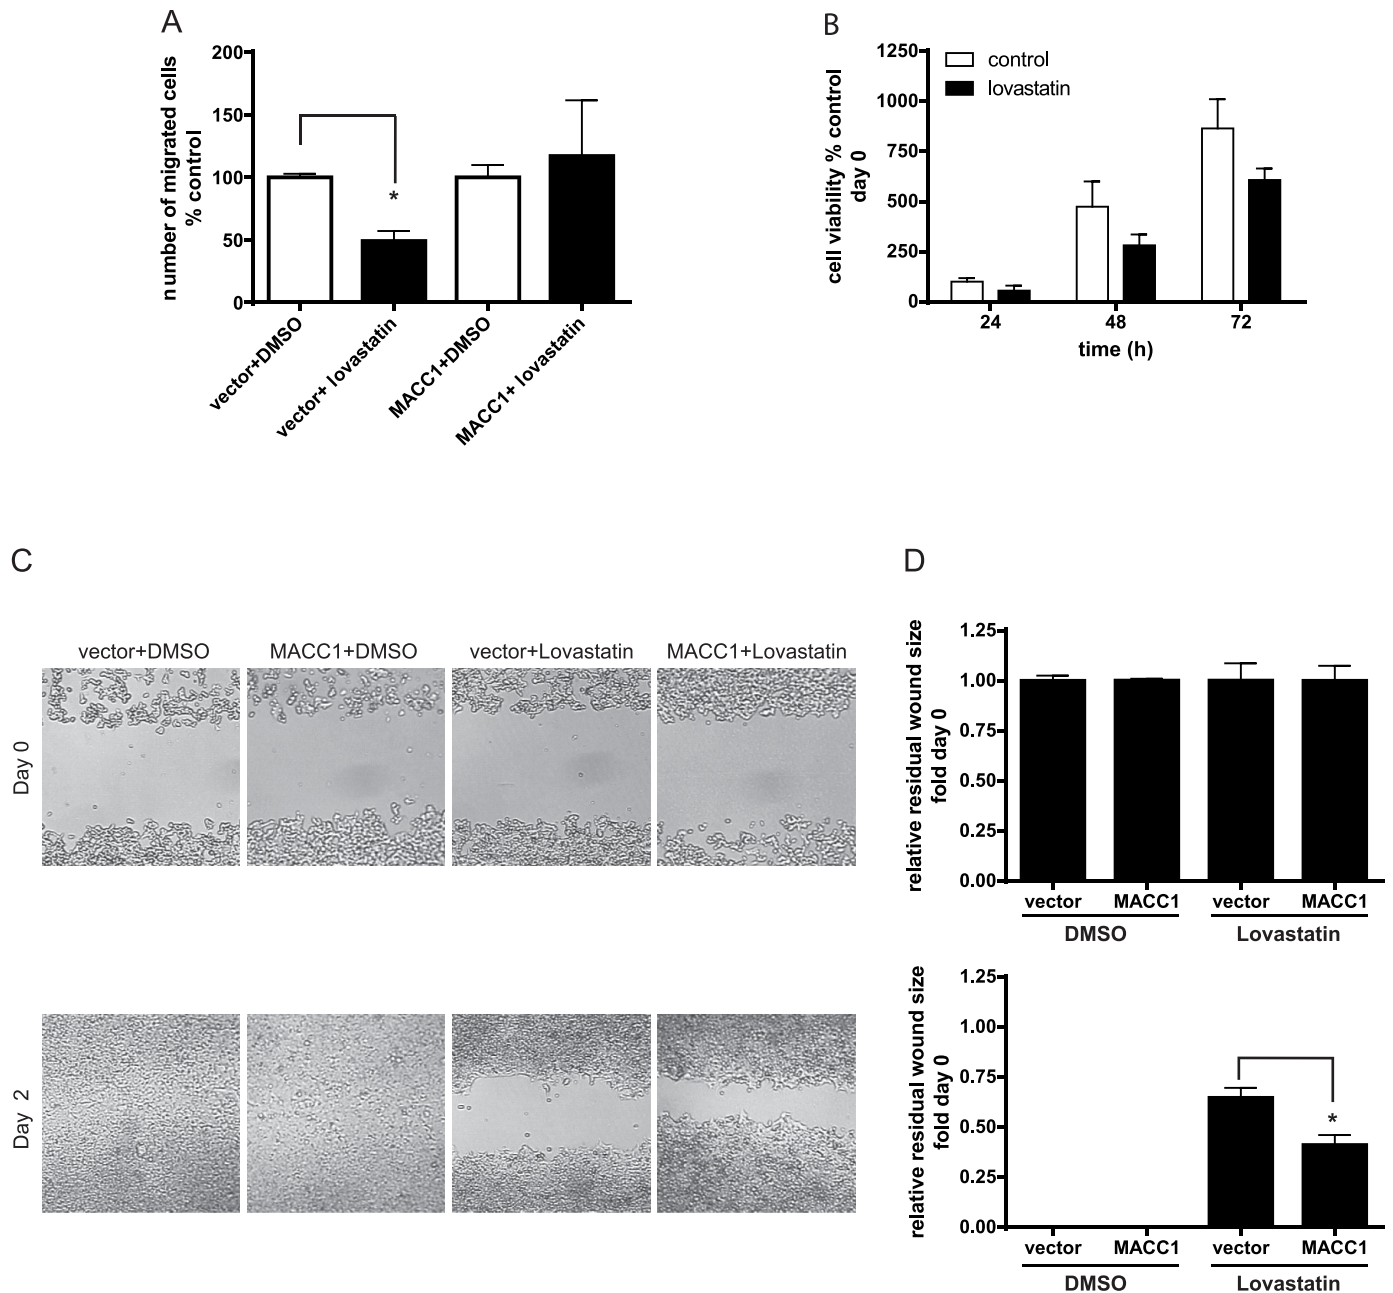 A
number of migrated cells
% control
200
150
100
50
0
*
vector+DMSO
vector+ lovastatin
MACC1+DMSO
MACC1+ lovastatin
B
cell viability % control
day 0
1250
1000
750
500
250
0
control
lovastatin
24
48
72
time (h)
C
vector+DMSO
MACC1+DMSO
vector+Lovastatin
MACC1+Lovastatin
Day 0
Day 2
D
relative residual wound size
fold day 0
1.25
1.00
0.75
0.50
0.25
0.00
vector
MACC1
vector
MACC1
DMSO
Lovastatin
relative residual wound size
fold day 0
1.25
1.00
0.75
0.50
0.25
0.00
*
vector
MACC1
vector
MACC1
DMSO
Lovastatin